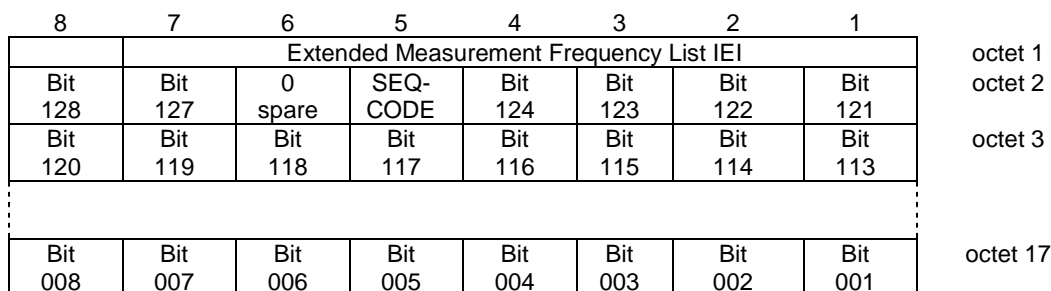 8 7 6 5 4 3 2 1
Extended Measurement Frequency List IEI octet 1
Bit Bit 0 SEQ- Bit Bit Bit Bit octet 2
128 127 spare CODE 124 123 122 121
Bit Bit Bit Bit Bit Bit Bit Bit octet 3
120 119 118 117 116 115 114 113
Bit Bit Bit Bit Bit Bit Bit Bit octet 17
008 007 006 005 004 003 002 001